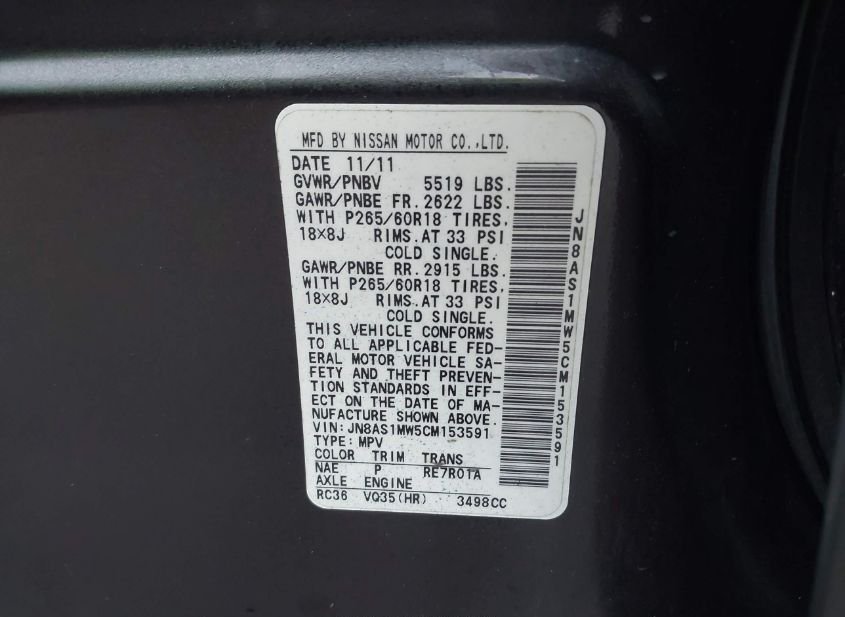 MFD BY NISSAN MOTOR CO.,LTD.
DATE 11/11
GVWR/PNBV 5519 LBS.
GAWR/PNBE FR. 2622 LBS.
WITH P265/60R18 TIRES,
18×8J RIMS. AT 33 PSI
COLD SINGLE.
GAWR/PNBE RR. 2915 LBS.
WITH P265/60R18 TIRES,
18×8J RIMS. AT 33 PSI
COLD SINGLE.
THIS VEHICLE CONFORMS
TO ALL APPLICABLE FED-
ERAL MOTOR VEHICLE SA-
FETY AND THEFT PREVEN-
TION STANDARDS IN EFF-
ECT ON THE DATE OF MA-
NUFACTURE SHOWN ABOVE.
VIN:JN8AS1MW5CM153591
TYPE:MPV
COLOR TRIM TRANS
NAE P RE7R01A
AXLE ENGINE
RC36 VQ35(HR) 3498CC
JN8AS1MW5CM153591